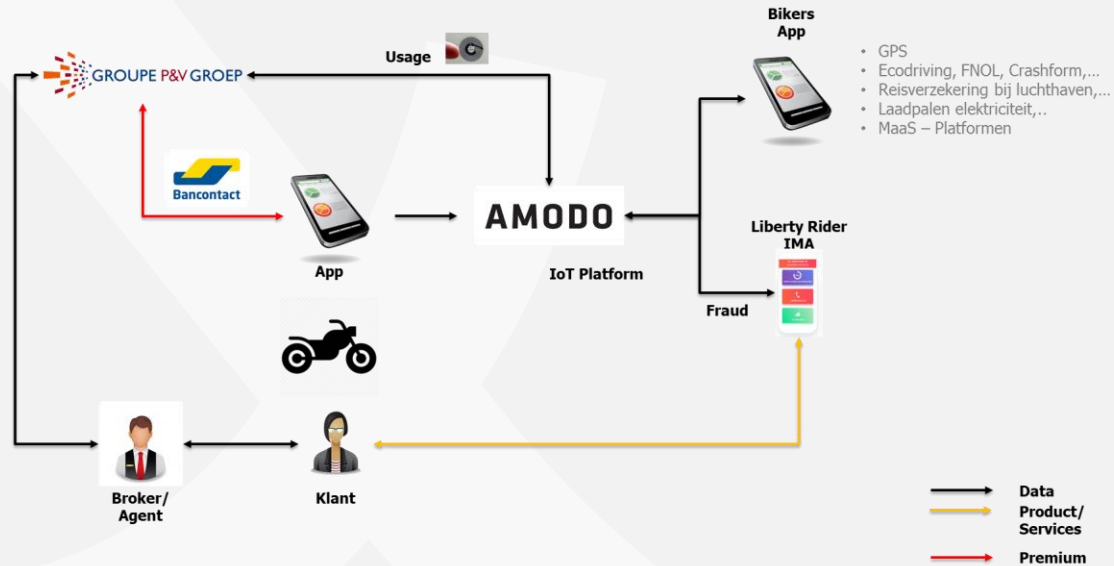 Bikers
App
Usage
GROUPE P&V GROEP
• GPS
• Ecodriving, FNOL, Crashform,...
• Reisverzekering bij luchthaven,...
• Laadpalen elektriciteit,..
• MaaS – Platformen
Bancontact
AMODO
App
IoT Platform
Liberty Rider
IMA
Fraud
Broker/
Agent
Klant
Data
Product/
Services
Premium